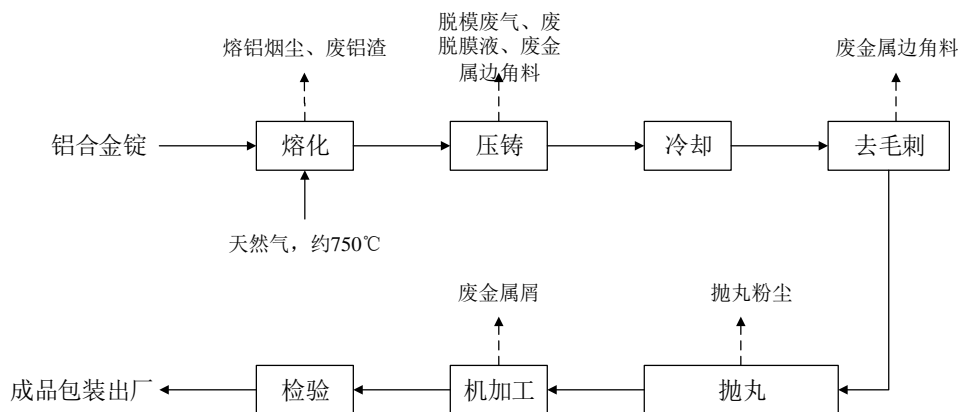 脱模废气、废
脱膜液、废金
属边角料
熔铝烟尘、废铝渣
废金属边角料
铝合金锭
熔化
压铸
冷却
去毛刺
天然气，约750℃
废金属屑
抛丸粉尘
成品包装出厂
检验
机加工
抛丸